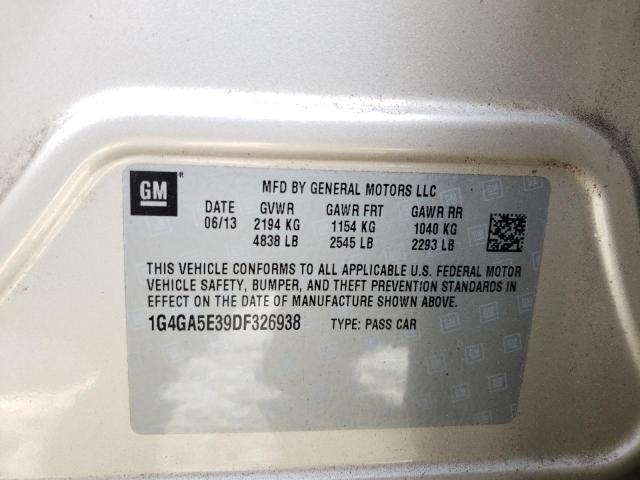 GM ®
MFD BY GENERAL MOTORS LLC
DATE GVWR GAWR FRT GAWR RR
06/13 2194 KG 1154 KG 1040 KG
4838 LB 2545 LB 2293 LB
THIS VEHICLE CONFORMS TO ALL APPLICABLE U.S. FEDERAL MOTOR
VEHICLE SAFETY, BUMPER, AND THEFT PREVENTION STANDARDS IN
EFFECT ON THE DATE OF MANUFACTURE SHOWN ABOVE.
1G4GA5E39DF326938 TYPE: PASS CAR